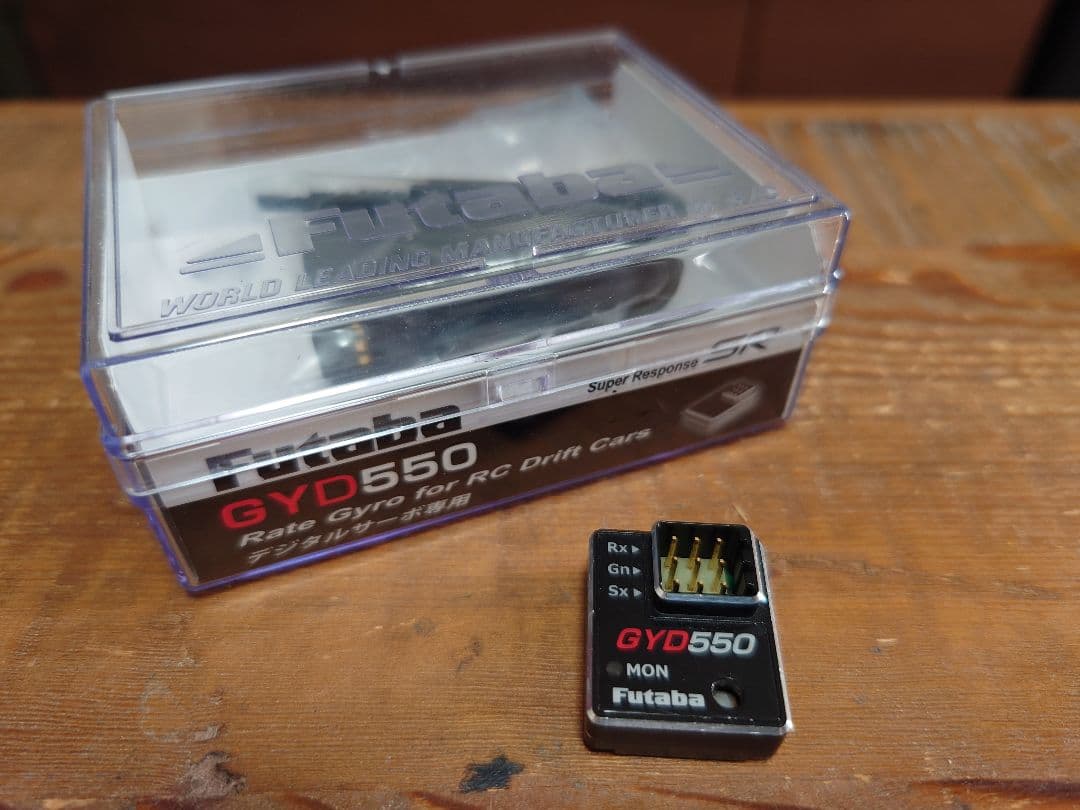 Futaba
WORLD LEADING MANUFACTURER
Super Response SR
Futaba
GYD550
Rate Gyro for RC Drift Cars
デジタルサーボ専用
Rx
Gn
Sx
GYD550
MON
Futaba